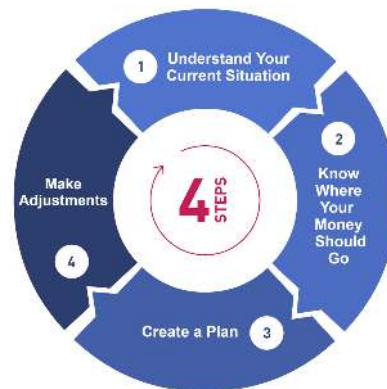 1
Understand Your
Current Situation
2
Know
Where
Your
Money
Should
Go
Create a Plan
3
Make
Adjustments
4
4
STEPS